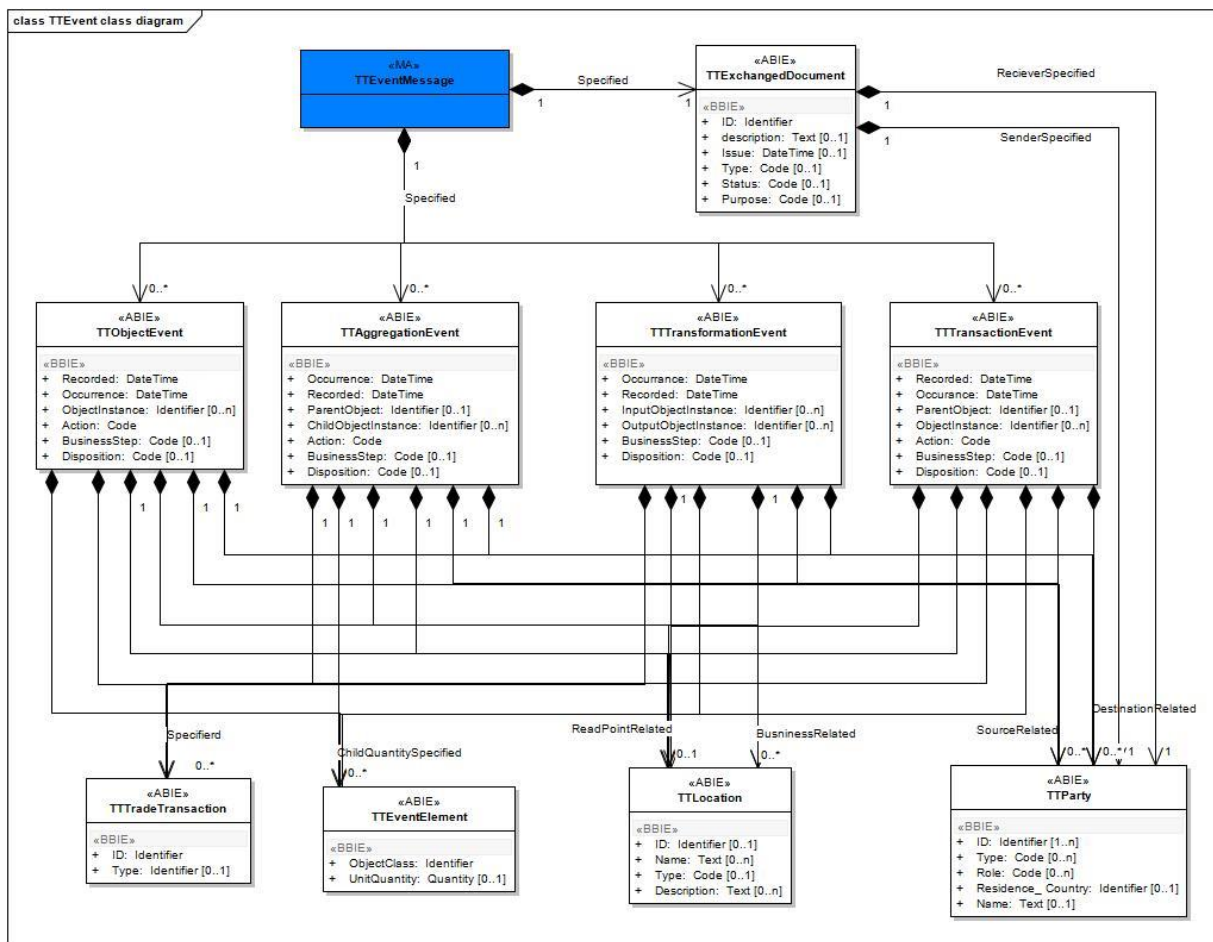 class TTEvent class diagram
«MA»
TTEventMessage
Specified
1
1
1
Specified
«ABIE»
TTExchangedDocument
«BBIE»
+ ID: Identifier
+ description: Text [0..1]
+ Issue: DateTime [0..1]
+ Type: Code [0..1]
+ Status: Code [0..1]
+ Purpose: Code [0..1]
RecieverSpecified
1
SenderSpecified
1
0..*
0..*
0..*
0..*
«ABIE»
TTObjectEvent
«BBIE»
+ Recorded: DateTime
+ Occurrence: DateTime
+ ObjectInstance: Identifier [0..n]
+ Action: Code
+ BusinessStep: Code [0..1]
+ Disposition: Code [0..1]
«ABIE»
TTAggregationEvent
«BBIE»
+ Occurrence: DateTime
+ Recorded: DateTime
+ ParentObject: Identifier [0..1]
+ ChildObjectInstance: Identifier [0..n]
+ Action: Code
+ BusinessStep: Code [0..1]
+ Disposition: Code [0..1]
«ABIE»
TTTransformationEvent
«BBIE»
+ Occurrance: DateTime
+ Recorded: DateTime
+ InputObjectInstance: Identifier [0..n]
+ OutputObjectInstance: Identifier [0..n]
+ BusinessStep: Code [0..1]
+ Disposition: Code [0..1]
«ABIE»
TTTransactionEvent
«BBIE»
+ Recorded: DateTime
+ Occurance: DateTime
+ ParentObject: Identifier [0..1]
+ ObjectInstance: Identifier [0..n]
+ Action: Code
+ BusinessStep: Code [0..1]
+ Disposition: Code [0..1]
1
1
1
1
1
1
1
1
1
1
1
Specifierd
0..*
ChildQuantitySpecified
0..*
ReadPointRelated
0..1
BusninessRelated
0..*
SourceRelated
0..*
DestinationRelated
0..*
1
1
«ABIE»
TTTradeTransaction
«BBIE»
+ ID: Identifier
+ Type: Identifier [0..1]
«ABIE»
TTEventElement
«BBIE»
+ ObjectClass: Identifier
+ UnitQuantity: Quantity [0..1]
«ABIE»
TTLocation
«BBIE»
+ ID: Identifier [0..1]
+ Name: Text [0..n]
+ Type: Code [0..1]
+ Description: Text [0..n]
«ABIE»
TTParty
«BBIE»
+ ID: Identifier [1..n]
+ Type: Code [0..n]
+ Role: Code [0..n]
+ Residence_ Country: Identifier [0..1]
+ Name: Text [0..1]